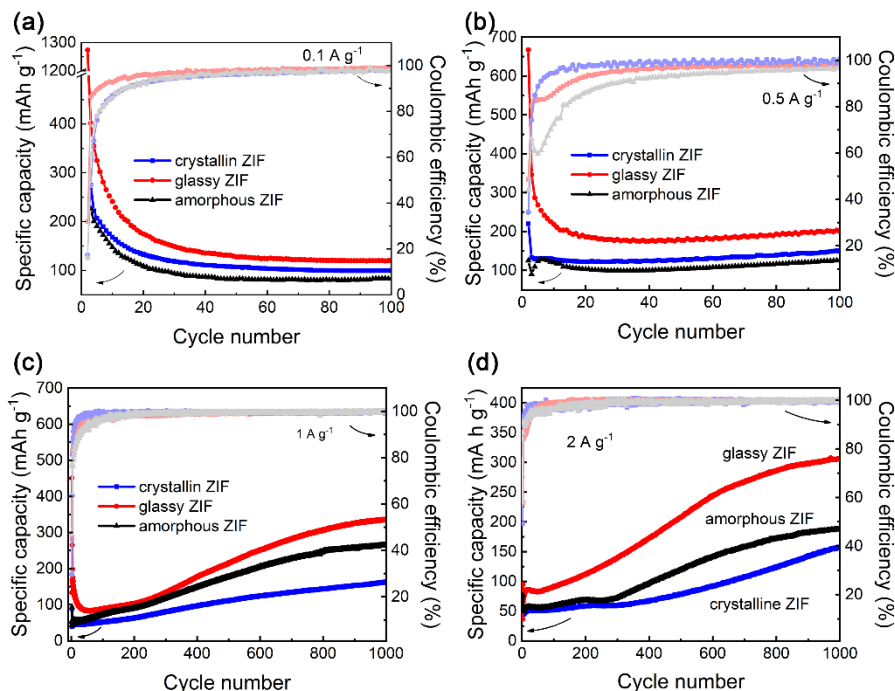 (a)
1300
1200
400
300
200
100
Specific capacity (mAh g⁻¹)
0.1 A g⁻¹
crystallin ZIF
glassy ZIF
amorphous ZIF
100
80
60
40
20
0
Coulombic efficiency (%)
0 20 40 60 80 100
Cycle number
(b)
700
600
500
400
300
200
100
0
Specific capacity (mAh g⁻¹)
0.5 A g⁻¹
crystallin ZIF
glassy ZIF
amorphous ZIF
100
80
60
40
20
0
Coulombic efficiency (%)
0 20 40 60 80 100
Cycle number
(c)
700
600
500
400
300
200
100
0
Specific capacity (mAh g⁻¹)
1 A g⁻¹
crystallin ZIF
glassy ZIF
amorphous ZIF
100
80
60
40
20
Coulombic efficiency (%)
0 200 400 600 800 1000
Cycle number
(d)
400
350
300
250
200
150
100
50
0
Specific capacity (mA h g⁻¹)
2 A g⁻¹
glassy ZIF
amorphous ZIF
crystalline ZIF
100
80
60
40
20
0
Coulombic efficiency (%)
0 200 400 600 800 1000
Cycle number